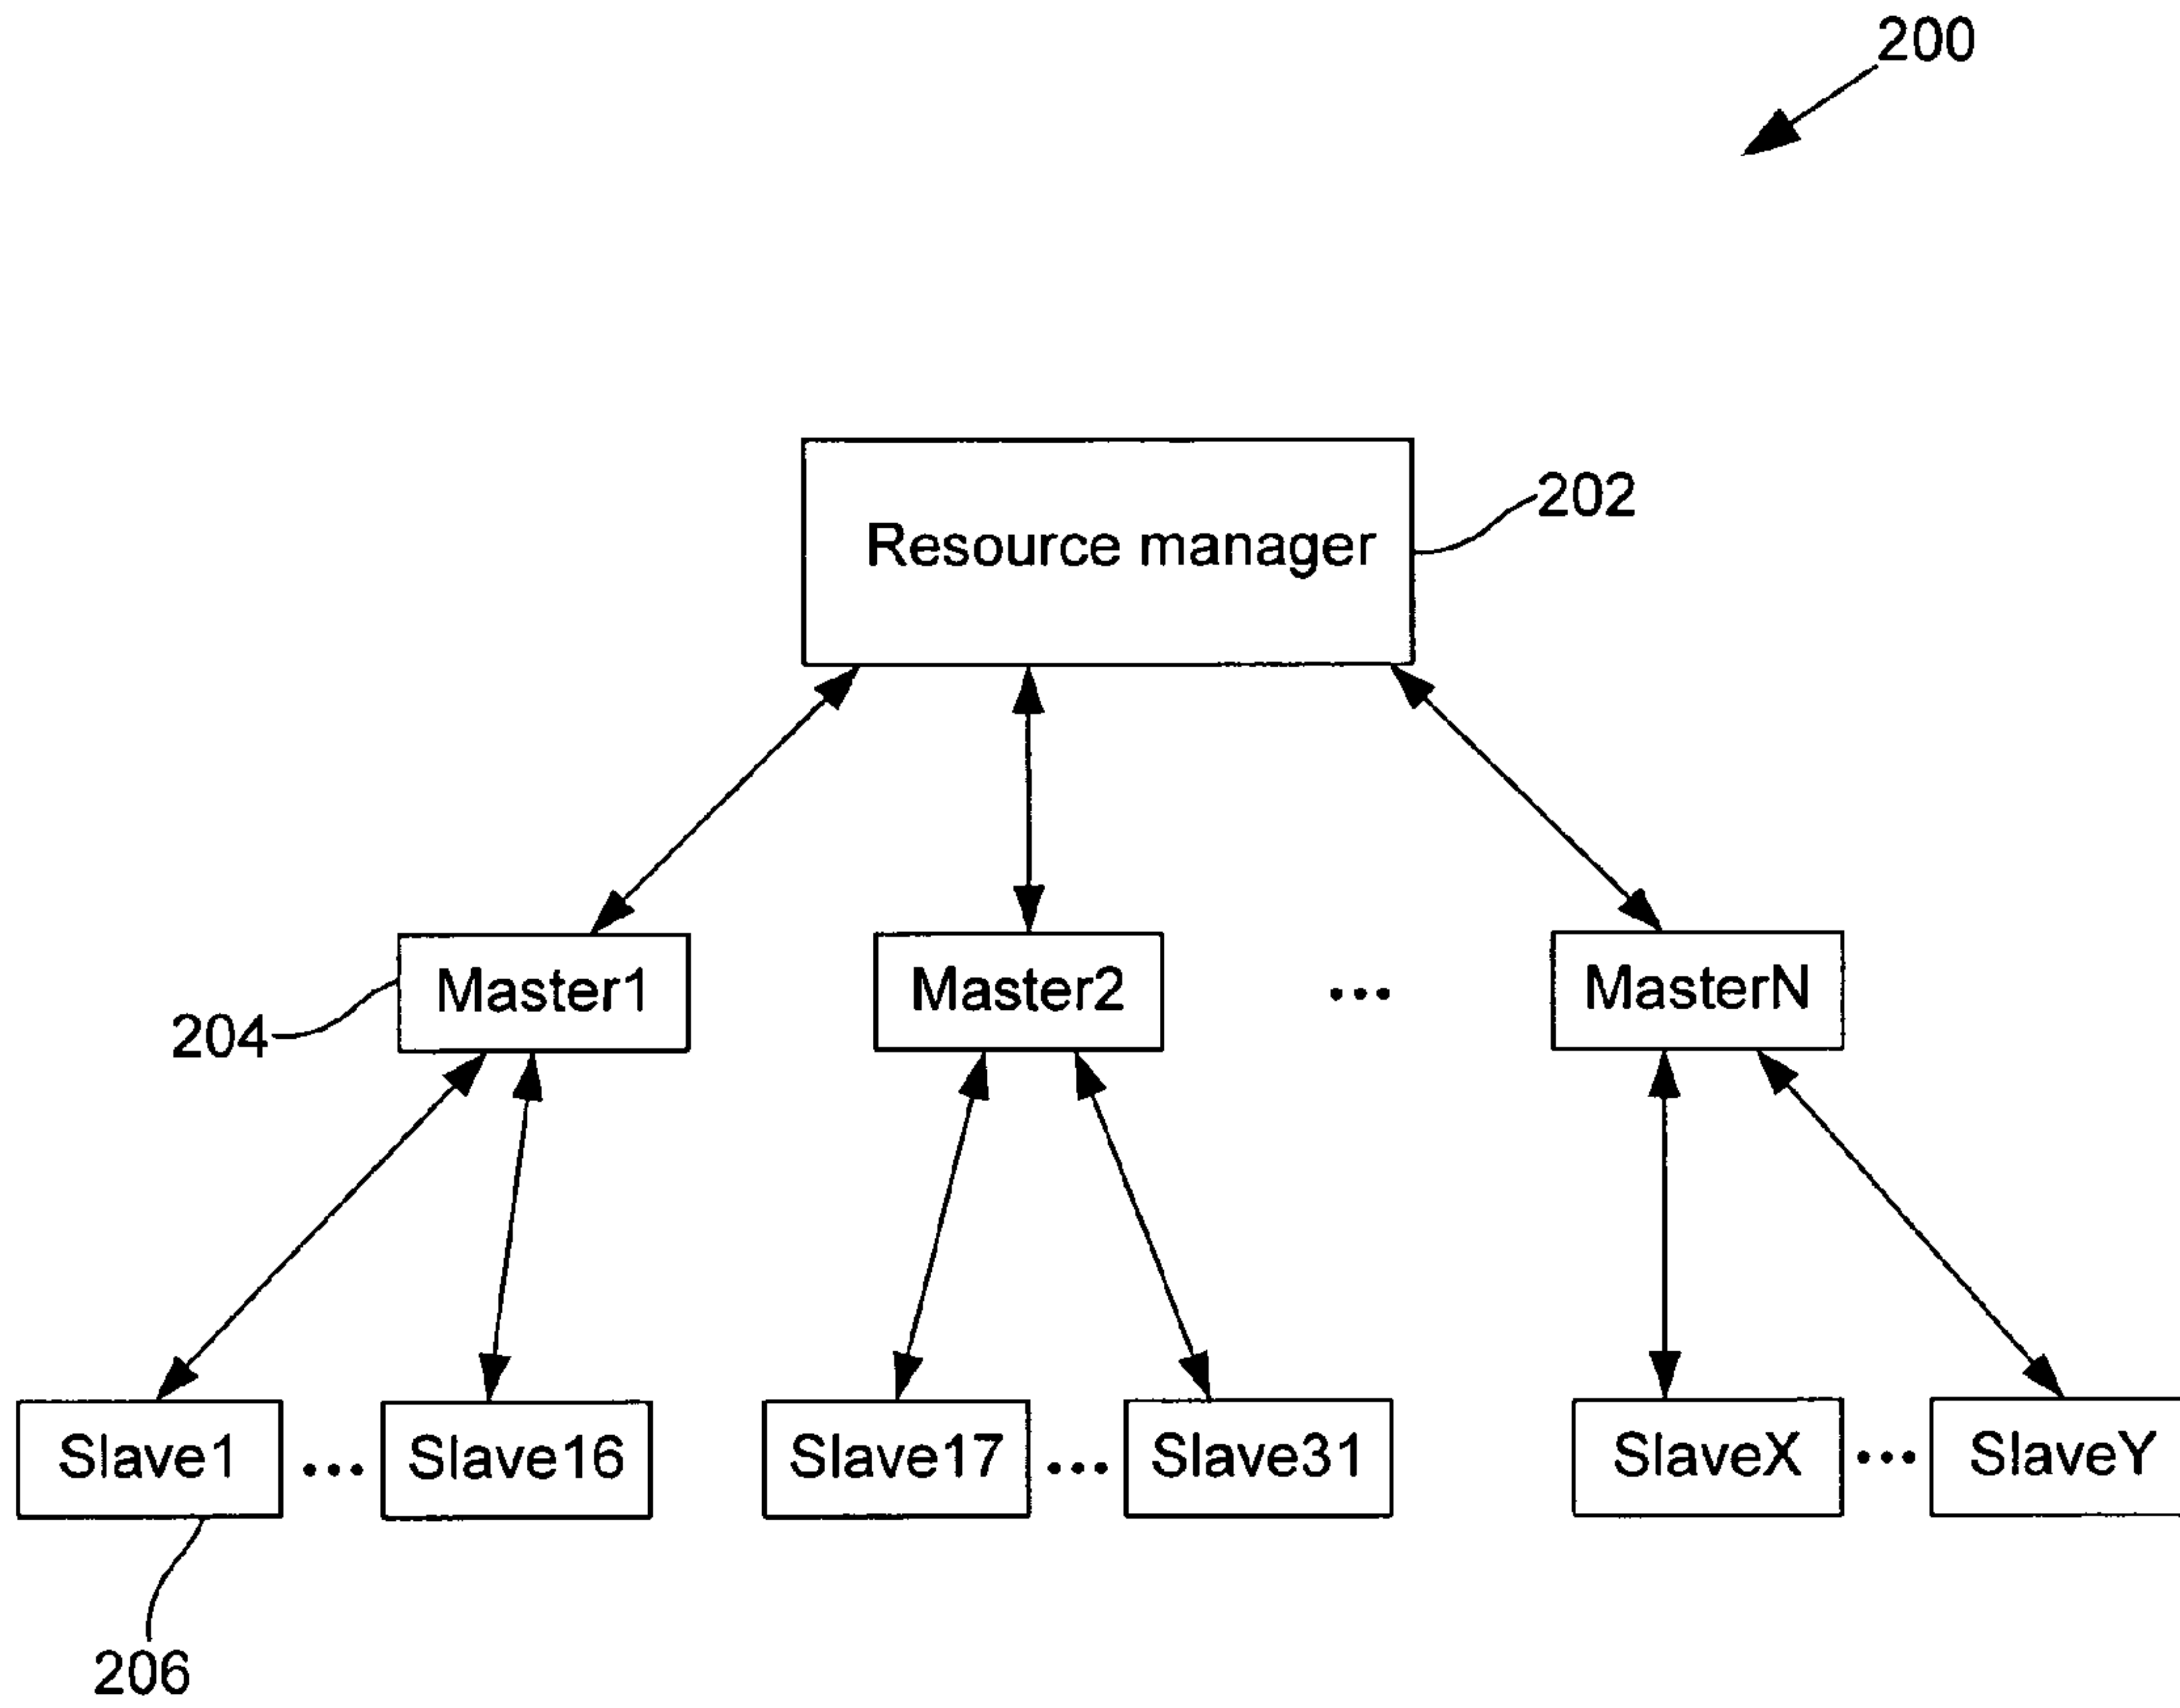 200
Resource manager
202
Master1
Master2
...
MasterN
204
Slave1
...
Slave16
Slave17
...
Slave31
SlaveX
...
SlaveY
206